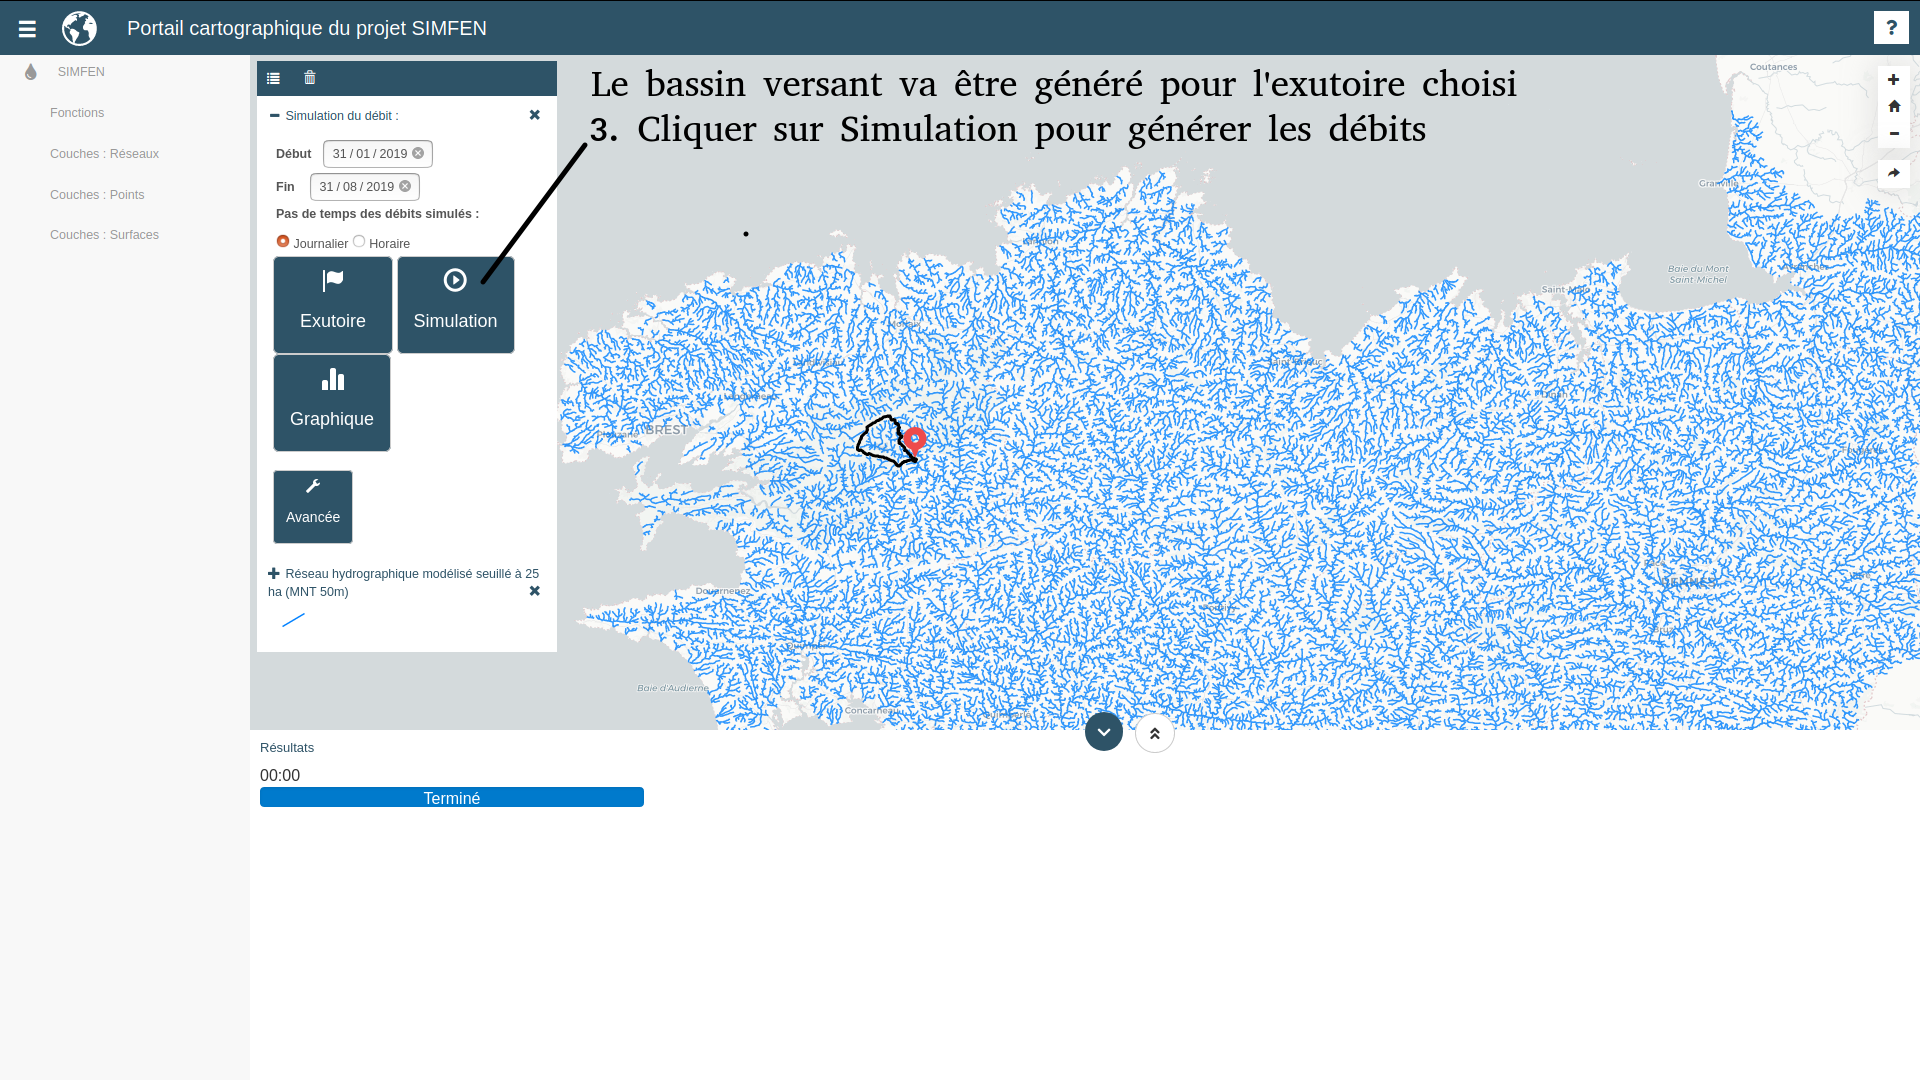 Portail cartographique du projet SIMFEN
?
SIMFEN
Fonctions
Couches : Réseaux
Couches : Points
Couches : Surfaces
Simulation du débit :
Début 31 / 01 / 2019
Fin 31 / 08 / 2019
Pas de temps des débits simulés :
Journalier Horaire
Exutoire
Simulation
Graphique
Avancée
Réseau hydrographique modélisé seuillé à 25
ha (MNT 50m)
Le bassin versant va être généré pour l'exutoire choisi
3. Cliquer sur Simulation pour générer les débits
Coutances
Granville
Baie du Mont
Saint-Michel
Saint-Malo
BREST
Douarnenez
RENNES
Baie d'Audierne
Concarneau
Résultats
00:00
Terminé